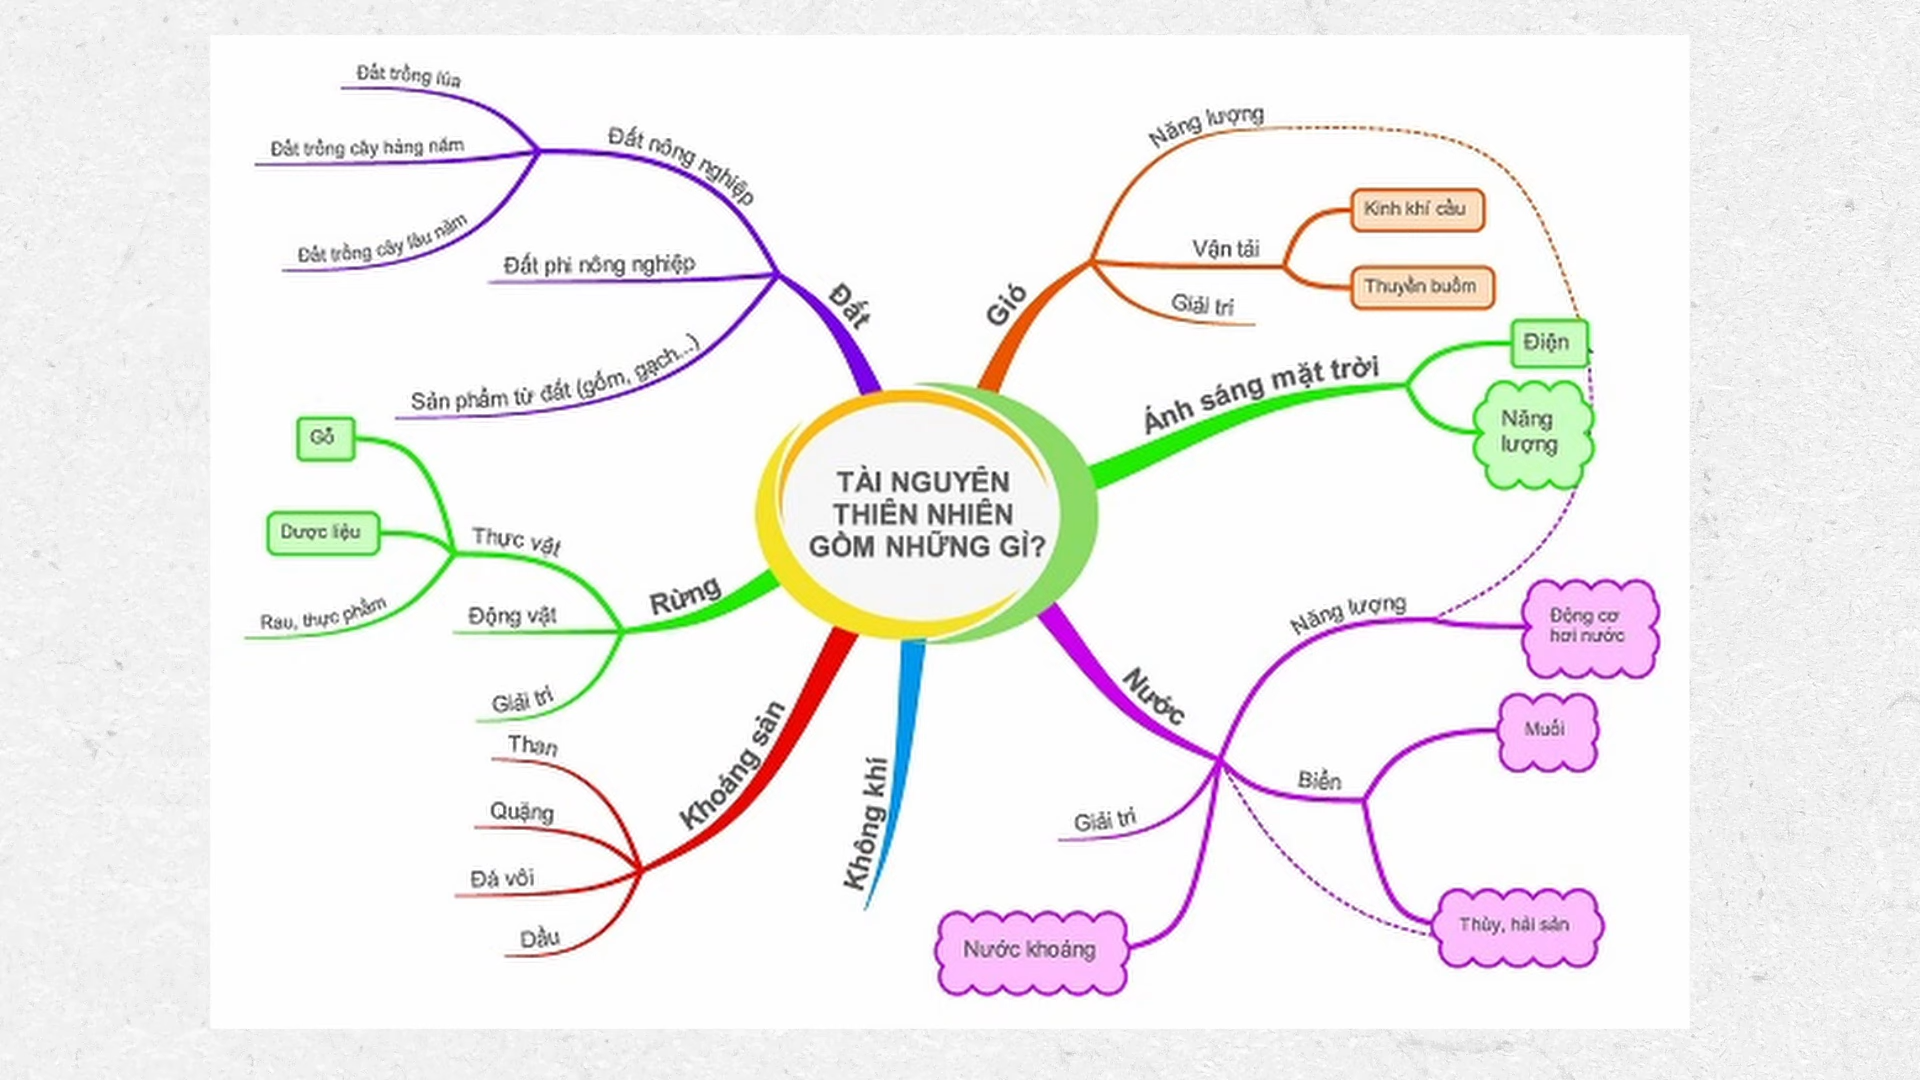 TÀI NGUYÊN
THIÊN NHIÊN
GỒM NHỮNG GÌ?
Đất
Đất nông nghiệp
Đất trồng lúa
Đất trồng cây hàng năm
Đất trồng cây lâu năm
Đất phi nông nghiệp
Sản phẩm từ đất (gốm, gạch...)
Gió
Năng lượng
Vận tải
Kinh khí cầu
Thuyền buồm
Giải trí
Ánh sáng mặt trời
Điện
Năng
lượng
Nước
Năng lượng
Động cơ
hơi nước
Biển
Muối
Thủy, hải sản
Giải trí
Nước khoáng
Không khí
Khoáng sản
Than
Quặng
Đá vôi
Dầu
Rừng
Thực vật
Gỗ
Dược liệu
Rau, thực phẩm
Động vật
Giải trí